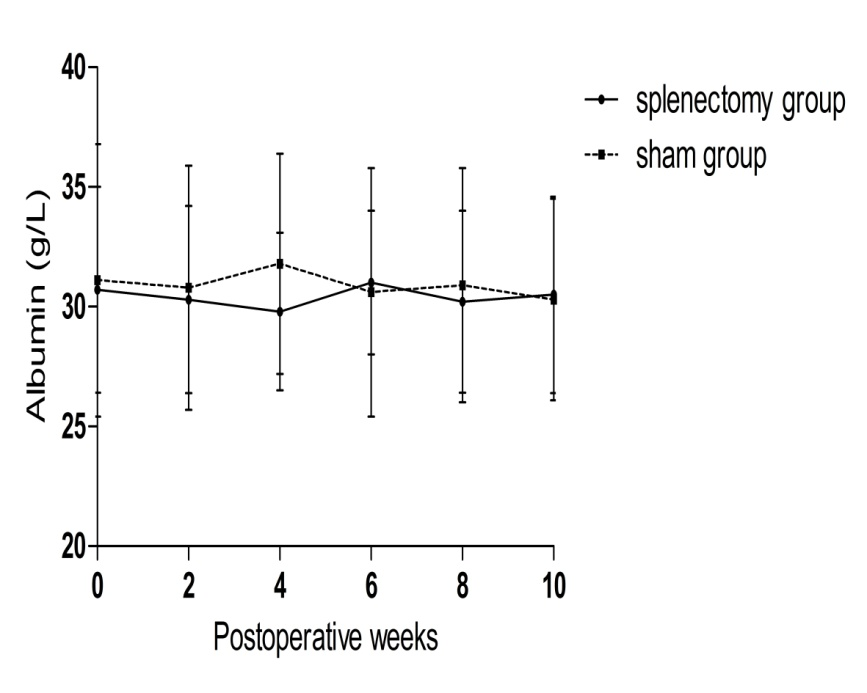 40
35
30
25
20
0 2 4 6 8 10
Albumin (g/L)
Postoperative weeks
splenectomy group
sham group